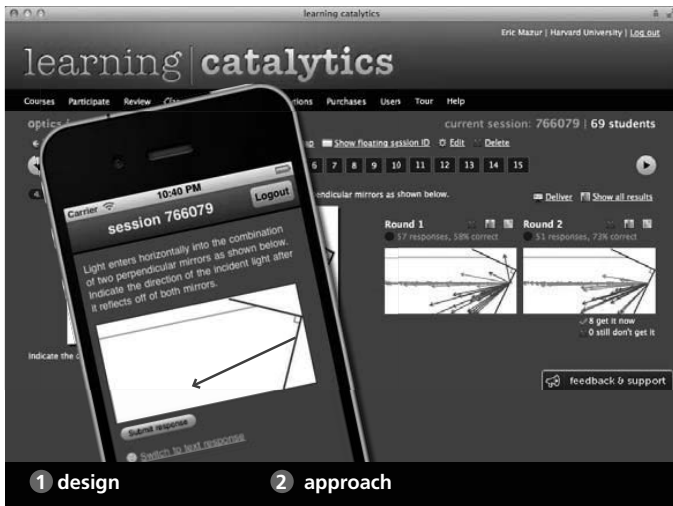 learning catalytics
Eric Mazur | Harvard University | Log out
learning | catalytics
Courses Participate Review Purchases Users Tour Help
current session: 766079 | 69 students
Show floating session ID Edit Delete
6 7 8 9 10 11 12 13 14 15
perpendicular mirrors as shown below.
Deliver Show all results
Round 1
57 responses, 58% correct
Round 2
51 responses, 73% correct
8 get it now
0 still don't get it
Indicate the
feedback & support
Carrier 10:40 PM
session 766079 Logout
Light enters horizontally into the combination
of two perpendicular mirrors as shown below.
Indicate the direction of the incident light after
it reflects off of both mirrors.
Submit response
Switch to text response
1 design 2 approach